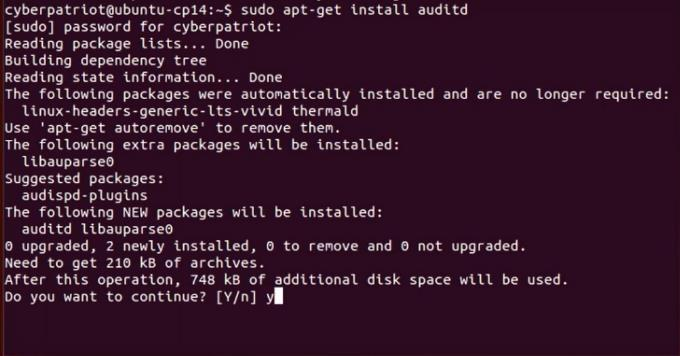 cyberpatriot@ubuntu-cp14:~$ sudo apt-get install auditd
[sudo] password for cyberpatriot:
Reading package lists... Done
Building dependency tree
Reading state information... Done
The following packages were automatically installed and are no longer required:
  linux-headers-generic-lts-vivid thermald
Use 'apt-get autoremove' to remove them.
The following extra packages will be installed:
  libauparse0
Suggested packages:
  audispd-plugins
The following NEW packages will be installed:
  auditd libauparse0
0 upgraded, 2 newly installed, 0 to remove and 0 not upgraded.
Need to get 210 kB of archives.
After this operation, 748 kB of additional disk space will be used.
Do you want to continue? [Y/n] y